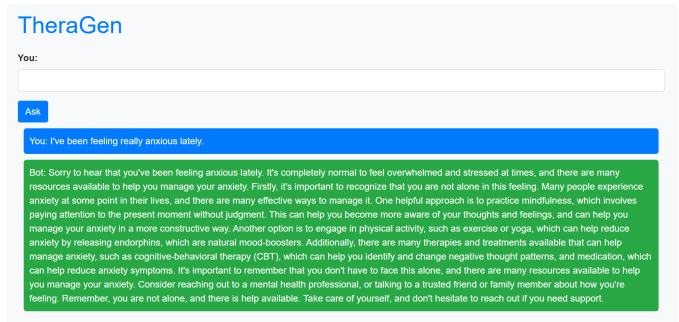 TheraGen
You:
Ask
You: I've been feeling really anxious lately.
Bot: Sorry to hear that you've been feeling anxious lately. It's completely normal to feel overwhelmed and stressed at times, and there are many
resources available to help you manage your anxiety. Firstly, it's important to recognize that you are not alone in this feeling. Many people experience
anxiety at some point in their lives, and there are many effective ways to manage it. One helpful approach is to practice mindfulness, which involves
paying attention to the present moment without judgment. This can help you become more aware of your thoughts and feelings, and can help you
manage your anxiety in a more constructive way. Another option is to engage in physical activity, such as exercise or yoga, which can help reduce
anxiety by releasing endorphins, which are natural mood-boosters. Additionally, there are many therapies and treatments available that can help
manage anxiety, such as cognitive-behavioral therapy (CBT), which can help you identify and change negative thought patterns, and medication, which
can help reduce anxiety symptoms. It's important to remember that you don't have to face this alone, and there are many resources available to help
you manage your anxiety. Consider reaching out to a mental health professional, or talking to a trusted friend or family member about how you're
feeling. Remember, you are not alone, and there is help available. Take care of yourself, and don't hesitate to reach out if you need support.